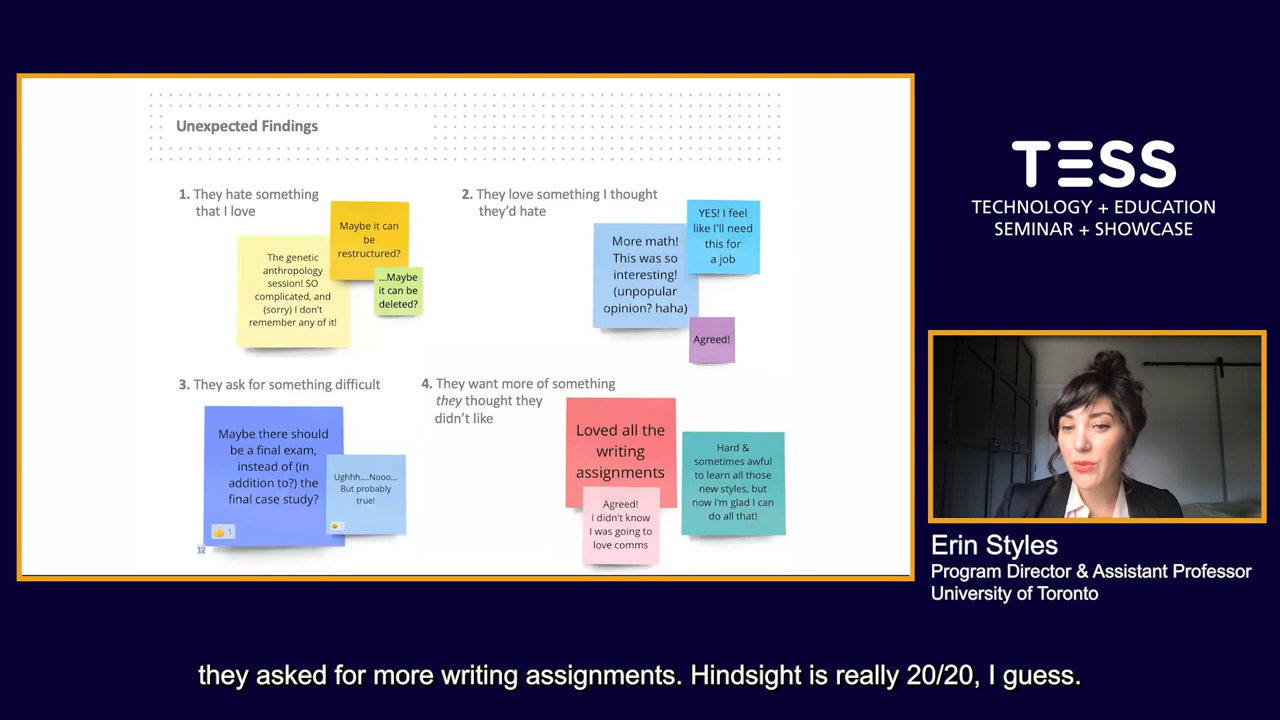 Unexpected Findings
1. They hate something
that I love
Maybe it can
be
restructured?
The genetic
anthropology
session! SO
complicated, and
(sorry) I don't
remember any of it!
...Maybe
it can be
deleted?
2. They love something I thought
they'd hate
More math!
This was so
interesting!
(unpopular
opinion? haha)
YES! I feel
like I'll need
this for
a job
Agreed!
3. They ask for something difficult
Maybe there should
be a final exam,
instead of (in
addition to?) the
final case study?
1
Ughhh....Nooo...
But probably
true!
12
4. They want more of something
they thought they
didn't like
Loved all the
writing
assignments
Agreed!
I didn't know
I was going to
love comms
Hard &
sometimes awful
to learn all those
new styles, but
now I'm glad I can
do all that!
TESS
TECHNOLOGY + EDUCATION
SEMINAR + SHOWCASE
Erin Styles
Program Director & Assistant Professor
University of Toronto
they asked for more writing assignments. Hindsight is really 20/20, I guess.